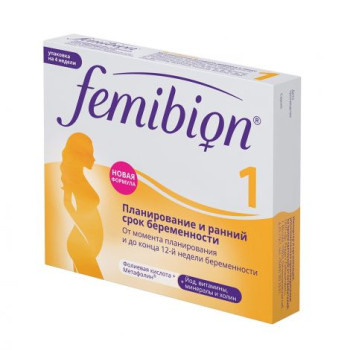 упаковка
на 4 недели
femibion®
1
НОВАЯ
ФОРМУЛА
Планирование и ранний
срок беременности
От момента планирования
и до конца 12-й недели беременности
Фолиевая кислота +
Метафолин®
+ Йод, витамины,
минералы и холин